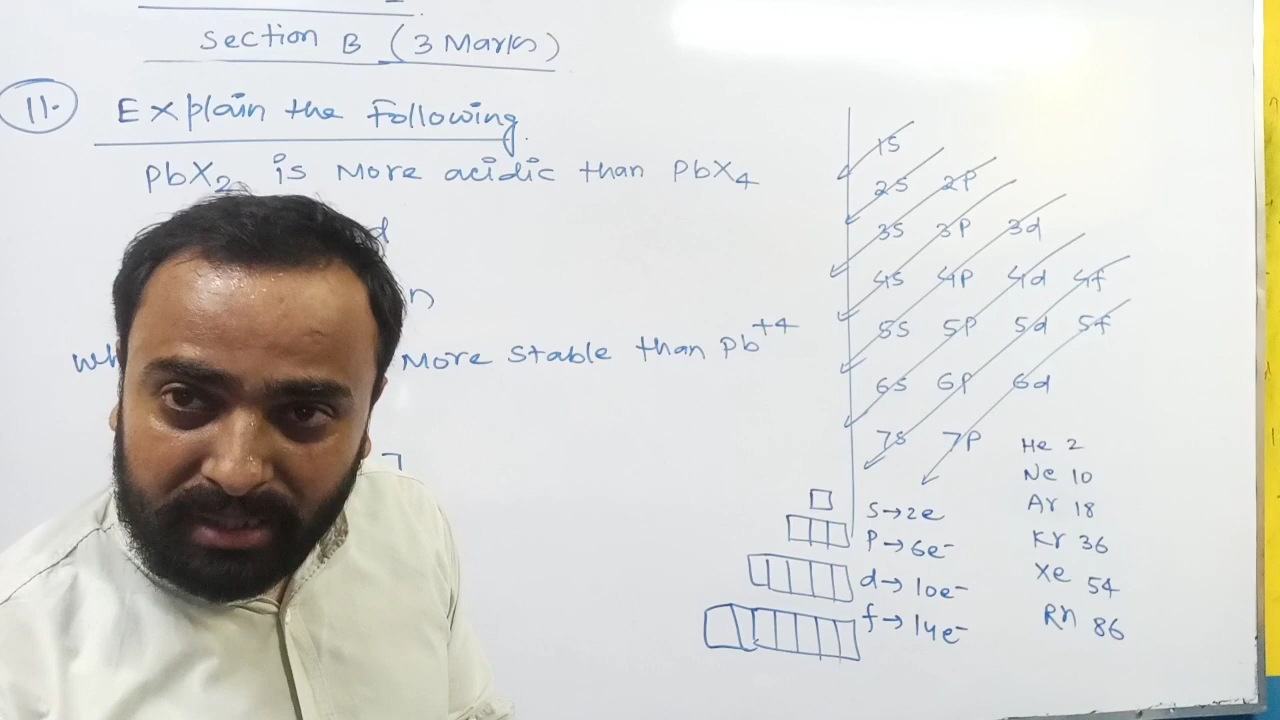 Section B (3 Marks)
11.
Explain the Following
PbX2 is More acidic than PbX4
More stable than Pb+4
1S
2S 2P
3S 3P 3d
4S 4P 4d 4f
5S 5P 5d 5f
6S 6P 6d
7S 7P
S→2e
P→6e-
d→10e-
f→14e-
He 2
Ne 10
Ar 18
Kr 36
Xe 54
Rn 86